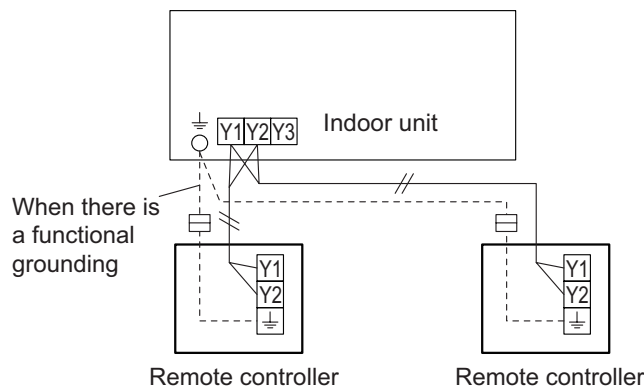 Y1 Y2 Y3 Indoor unit
When there is
a functional
grounding
Y1
Y2
Y1
Y2
Remote controller Remote controller